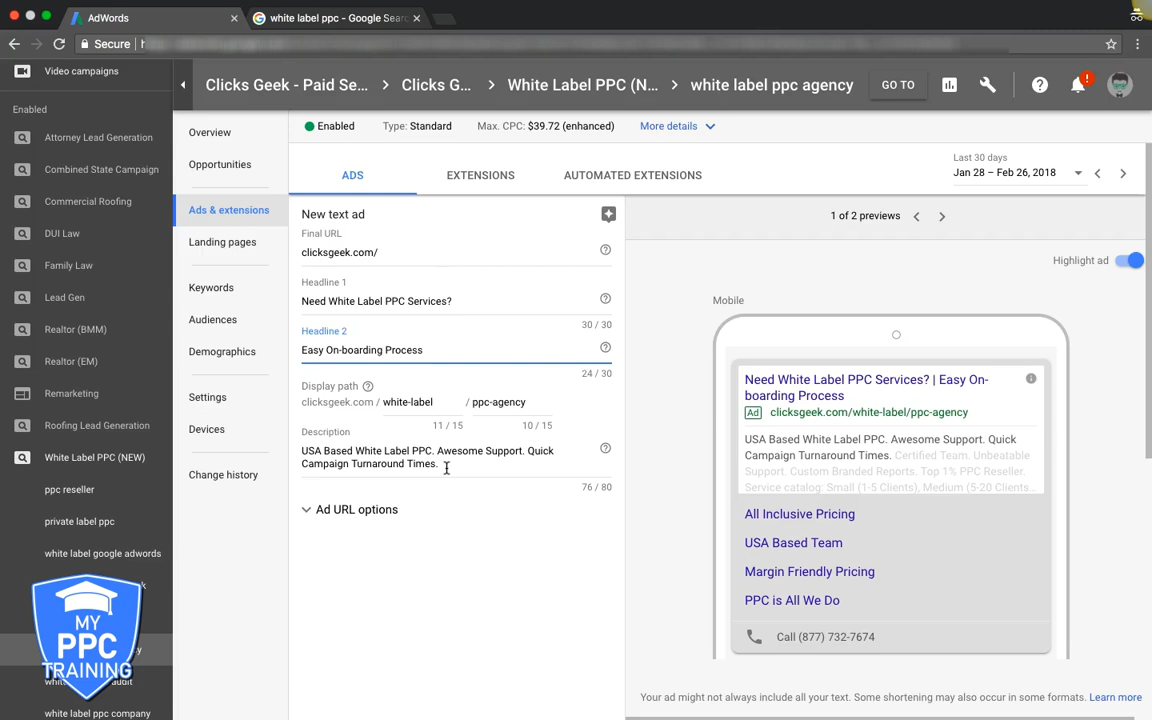 AdWords
white label ppc - Google Sear
Secure
Video campaigns
Clicks Geek - Paid Se...
Clicks G...
White Label PPC (N...
white label ppc agency
GO TO
Enabled
Attorney Lead Generation
Combined State Campaign
Commercial Roofing
DUI Law
Family Law
Lead Gen
Realtor (BMM)
Realtor (EM)
Remarketing
Roofing Lead Generation
White Label PPC (NEW)
ppc reseller
private label ppc
white label google adwords
white label ppc company
MY
PPC
TRAINING
Overview
Opportunities
Ads & extensions
Landing pages
Keywords
Audiences
Demographics
Settings
Devices
Change history
Enabled
Type: Standard
Max. CPC: $39.72 (enhanced)
More details
ADS
EXTENSIONS
AUTOMATED EXTENSIONS
Last 30 days
Jan 28 – Feb 26, 2018
New text ad
Final URL
clicksgeek.com/
Headline 1
Need White Label PPC Services?
30 / 30
Headline 2
Easy On-boarding Process
24 / 30
Display path
clicksgeek.com / white-label / ppc-agency
11 / 15
10 / 15
Description
USA Based White Label PPC. Awesome Support. Quick
Campaign Turnaround Times.
76 / 80
Ad URL options
1 of 2 previews
Highlight ad
Mobile
Need White Label PPC Services? | Easy On-
boarding Process
Ad clicksgeek.com/white-label/ppc-agency
USA Based White Label PPC. Awesome Support. Quick
Campaign Turnaround Times. Certified Team. Unbeatable
Support. Custom Branded Reports. Top 1% PPC Reseller.
Service catalog: Small (1-5 Clients), Medium (5-20 Clients...
All Inclusive Pricing
USA Based Team
Margin Friendly Pricing
PPC is All We Do
Call (877) 732-7674
Your ad might not always include all your text. Some shortening may also occur in some formats. Learn more